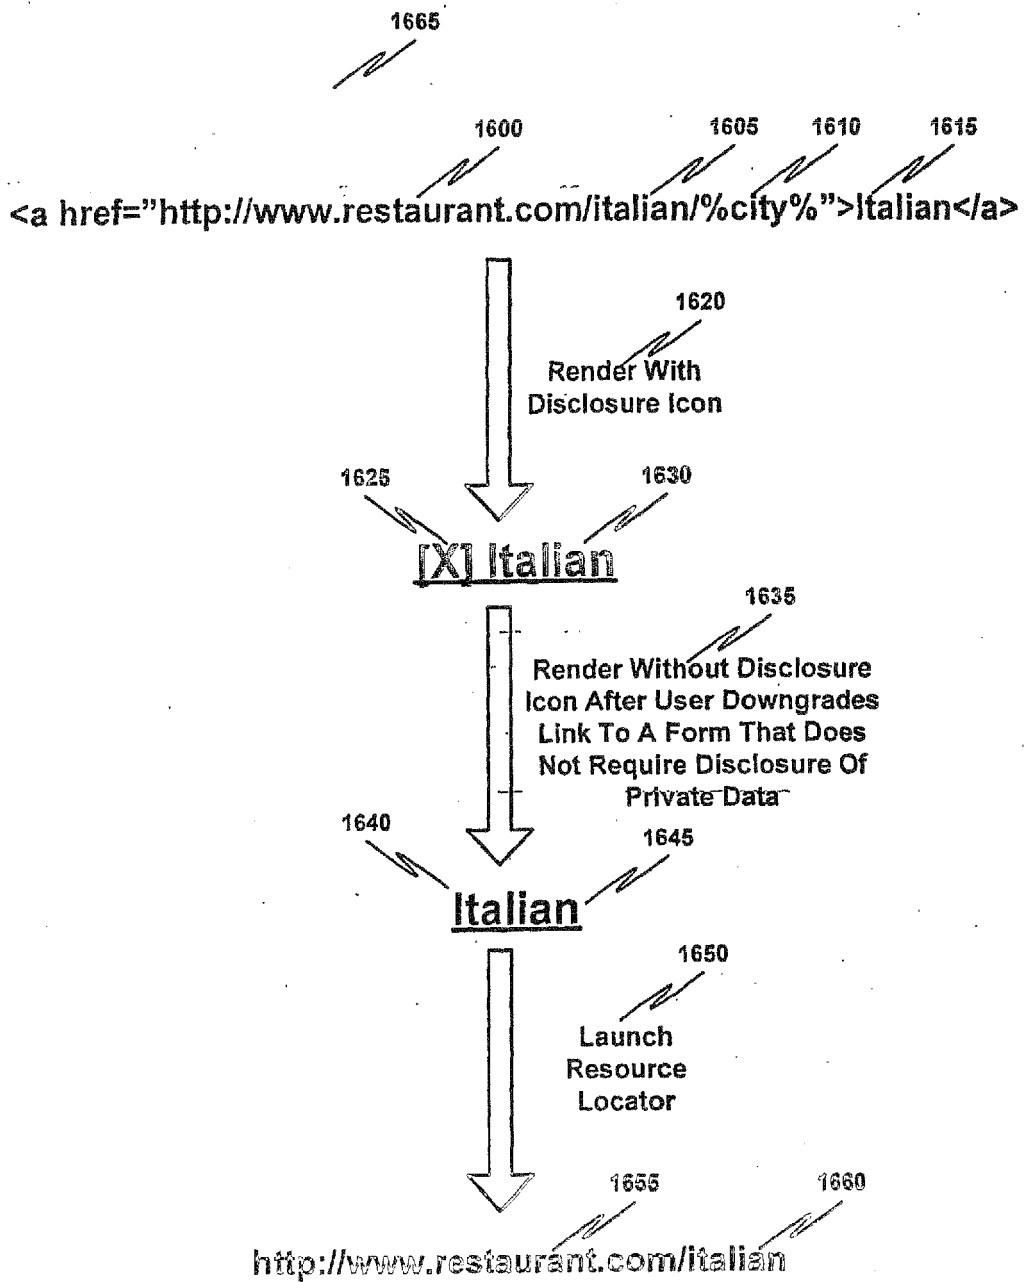 1665
1600 1605 1610 1615
<a href="http://www.restaurant.com/italian/%city%">Italian</a>
1620
Render With
Disclosure Icon
1625 1630
[X] Italian
1635
Render Without Disclosure
Icon After User Downgrades
Link To A Form That Does
Not Require Disclosure Of
Private Data
1640 1645
Italian
1650
Launch
Resource
Locator
1655 1660
http://www.restaurant.com/italian